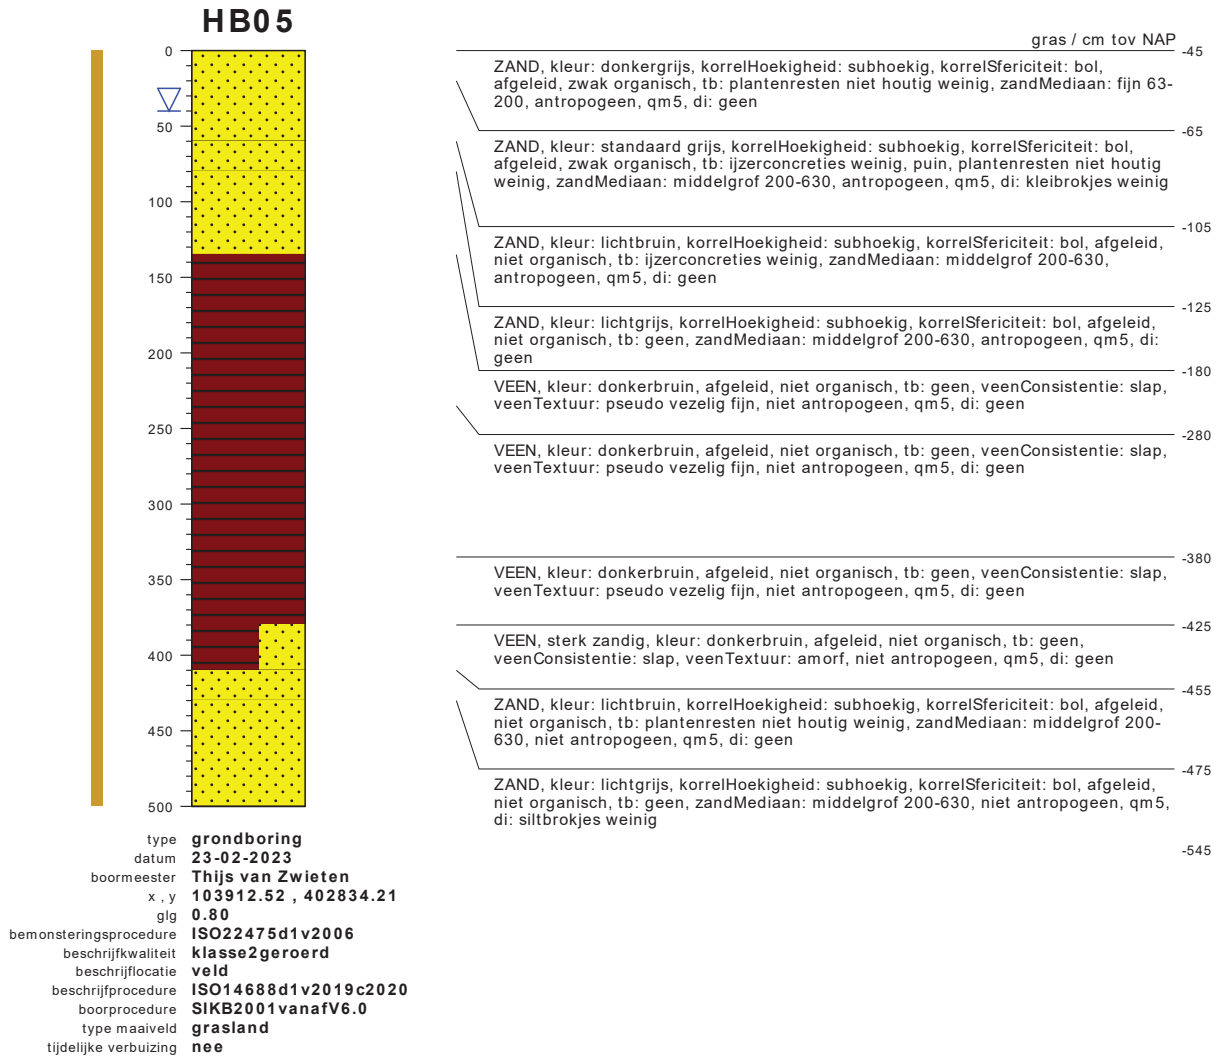 HB05
gras / cm tov NAP
0
50
100
150
200
250
300
350
400
450
500
-45
ZAND, kleur: donkergrijs, korrelHoekigheid: subhoekig, korrelSfericiteit: bol,
afgeleid, zwak organisch, tb: plantenresten niet houtig weinig, zandMediaan: fijn 63-
200, antropogeen, qm5, di: geen
-65
ZAND, kleur: standaard grijs, korrelHoekigheid: subhoekig, korrelSfericiteit: bol,
afgeleid, zwak organisch, tb: ijzerconcreties weinig, puin, plantenresten niet houtig
weinig, zandMediaan: middelgrof 200-630, antropogeen, qm5, di: kleibrokjes weinig
-105
ZAND, kleur: lichtbruin, korrelHoekigheid: subhoekig, korrelSfericiteit: bol, afgeleid,
niet organisch, tb: ijzerconcreties weinig, zandMediaan: middelgrof 200-630,
antropogeen, qm5, di: geen
-125
ZAND, kleur: lichtgrijs, korrelHoekigheid: subhoekig, korrelSfericiteit: bol, afgeleid,
niet organisch, tb: geen, zandMediaan: middelgrof 200-630, antropogeen, qm5, di:
geen
-180
VEEN, kleur: donkerbruin, afgeleid, niet organisch, tb: geen, veenConsistentie: slap,
veenTextuur: pseudo vezelig fijn, niet antropogeen, qm5, di: geen
-280
VEEN, kleur: donkerbruin, afgeleid, niet organisch, tb: geen, veenConsistentie: slap,
veenTextuur: pseudo vezelig fijn, niet antropogeen, qm5, di: geen
-380
VEEN, kleur: donkerbruin, afgeleid, niet organisch, tb: geen, veenConsistentie: slap,
veenTextuur: pseudo vezelig fijn, niet antropogeen, qm5, di: geen
-425
VEEN, sterk zandig, kleur: donkerbruin, afgeleid, niet organisch, tb: geen,
veenConsistentie: slap, veenTextuur: amorf, niet antropogeen, qm5, di: geen
-455
ZAND, kleur: lichtbruin, korrelHoekigheid: subhoekig, korrelSfericiteit: bol, afgeleid,
niet organisch, tb: plantenresten niet houtig weinig, zandMediaan: middelgrof 200-
630, niet antropogeen, qm5, di: geen
-475
ZAND, kleur: lichtgrijs, korrelHoekigheid: subhoekig, korrelSfericiteit: bol, afgeleid,
niet organisch, tb: geen, zandMediaan: middelgrof 200-630, niet antropogeen, qm5,
di: siltbrokjes weinig
-545
type grondboring
datum 23-02-2023
boormeester Thijs van Zwieten
x , y 103912.52 , 402834.21
glg 0.80
bemonsteringsprocedure ISO22475d1v2006
beschrijfkwaliteit klasse2geroerd
beschrijflocatie veld
beschrijfprocedure ISO14688d1v2019c2020
boorprocedure SIKB2001vanafV6.0
type maaiveld grasland
tijdelijke verbuizing nee